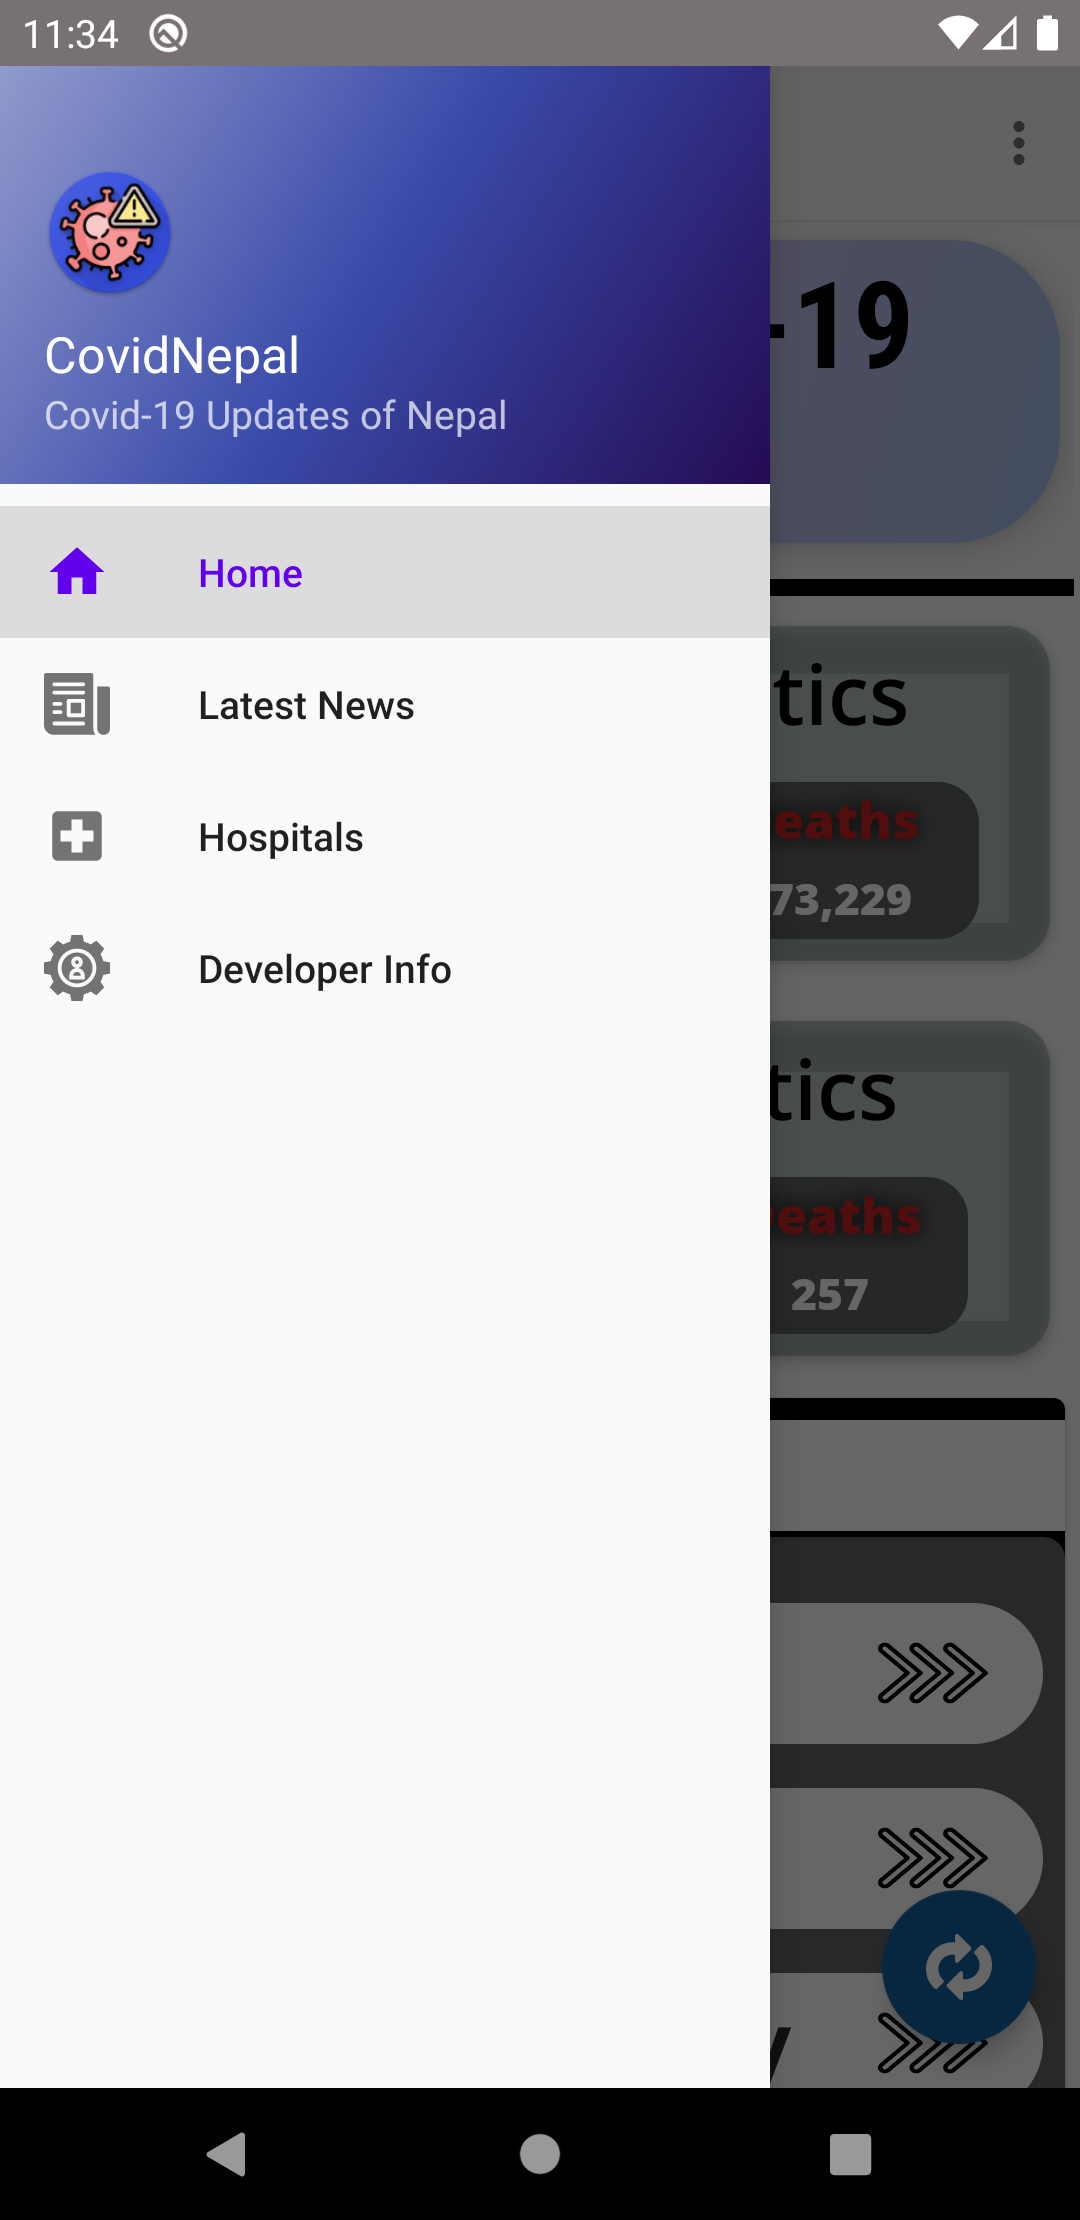 11:34
CovidNepal
Covid-19 Updates of Nepal
-19
Home
Latest News
tics
Hospitals
eaths
73,229
Developer Info
tics
eaths
257